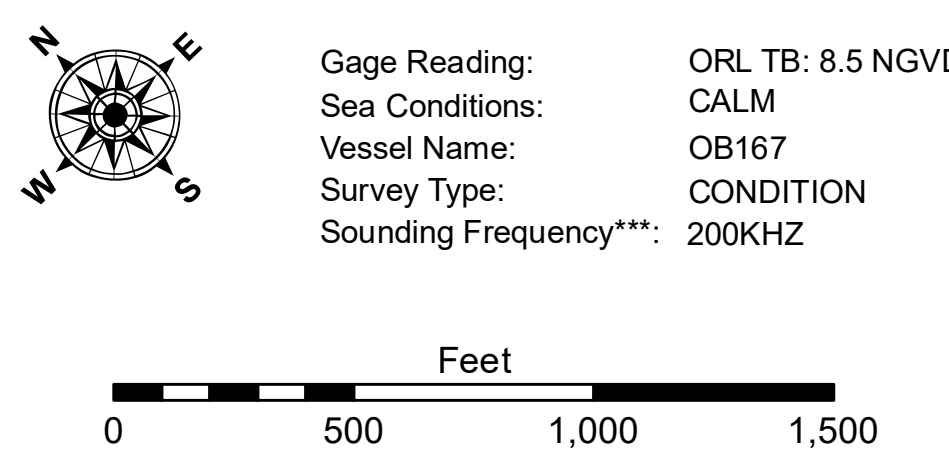 N E
W S
Gage Reading: ORL TB: 8.5 NGVD
Sea Conditions: CALM
Vessel Name: OB167
Survey Type: CONDITION
Sounding Frequency***: 200KHZ
Feet
0 500 1,000 1,500